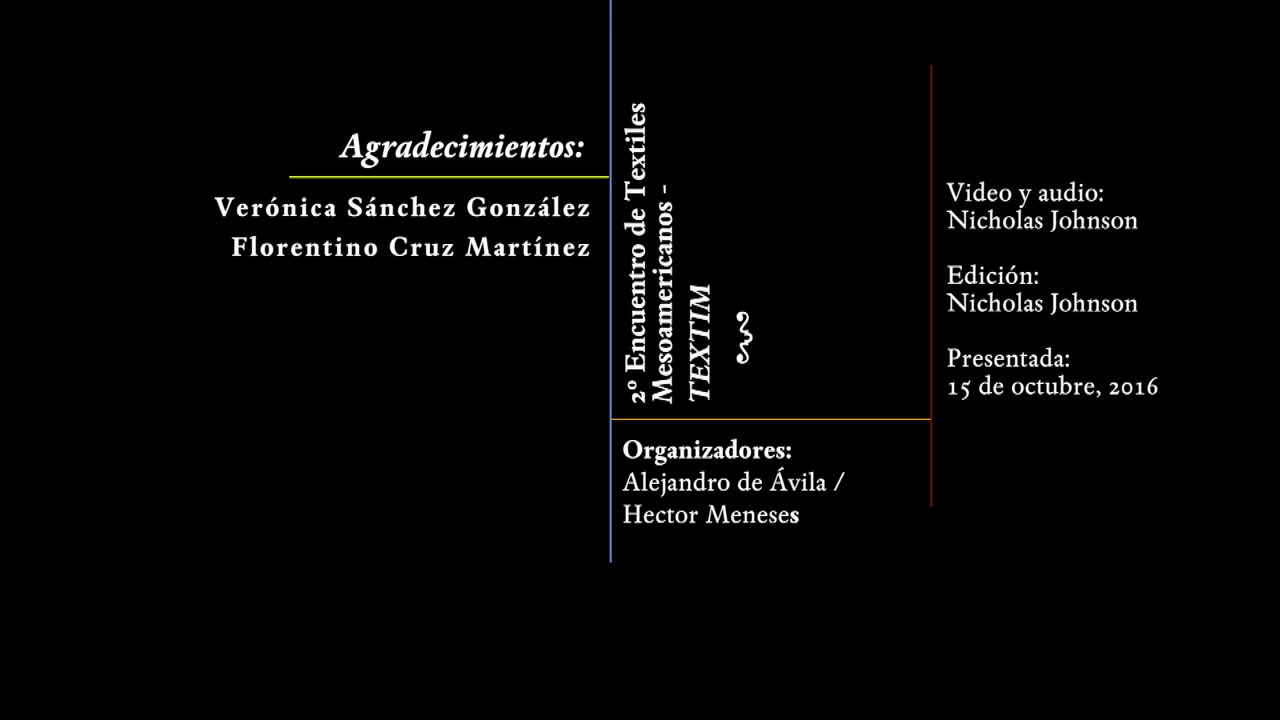 Agradecimientos:
Verónica Sánchez González
Florentino Cruz Martínez
2º Encuentro de Textiles
Mesoamericanos -
TEXTIM
Organizadores:
Alejandro de Ávila /
Hector Meneses
Video y audio:
Nicholas Johnson
Edición:
Nicholas Johnson
Presentada:
15 de octubre, 2016